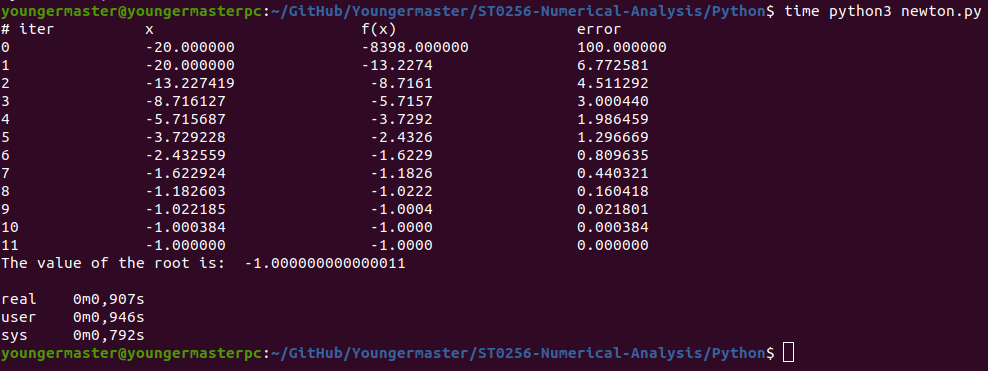 youngermaster@youngermasterpc:~/GitHub/Youngermaster/ST0256-Numerical-Analysis/Python$ time python3 newton.py
# iter x f(x) error
0 -20.000000 -8398.000000 100.000000
1 -20.000000 -13.2274 6.772581
2 -13.227419 -8.7161 4.511292
3 -8.716127 -5.7157 3.000440
4 -5.715687 -3.7292 1.986459
5 -3.729228 -2.4326 1.296669
6 -2.432559 -1.6229 0.809635
7 -1.622924 -1.1826 0.440321
8 -1.182603 -1.0222 0.160418
9 -1.022185 -1.0004 0.021801
10 -1.000384 -1.0000 0.000384
11 -1.000000 -1.0000 0.000000
The value of the root is:  -1.000000000000011
real 0m0,907s
user 0m0,946s
sys 0m0,792s
youngermaster@youngermasterpc:~/GitHub/Youngermaster/ST0256-Numerical-Analysis/Python$